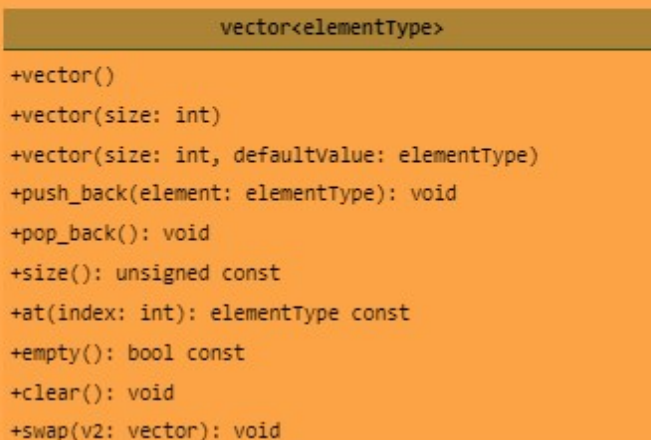 vector<elementType>
+vector()
+vector(size: int)
+vector(size: int, defaultValue: elementType)
+push_back(element: elementType): void
+pop_back(): void
+size(): unsigned const
+at(index: int): elementType const
+empty(): bool const
+clear(): void
+swap(v2: vector): void